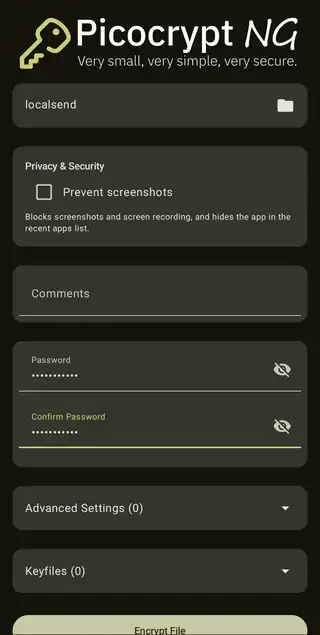 Picocrypt NG
Very small, very simple, very secure.
localsend
Privacy & Security
Prevent screenshots
Blocks screenshots and screen recording, and hides the app in the
recent apps list.
Comments
Password
•••••••••••
Confirm Password
•••••••••••
Advanced Settings (0)
Keyfiles (0)
Encrypt File